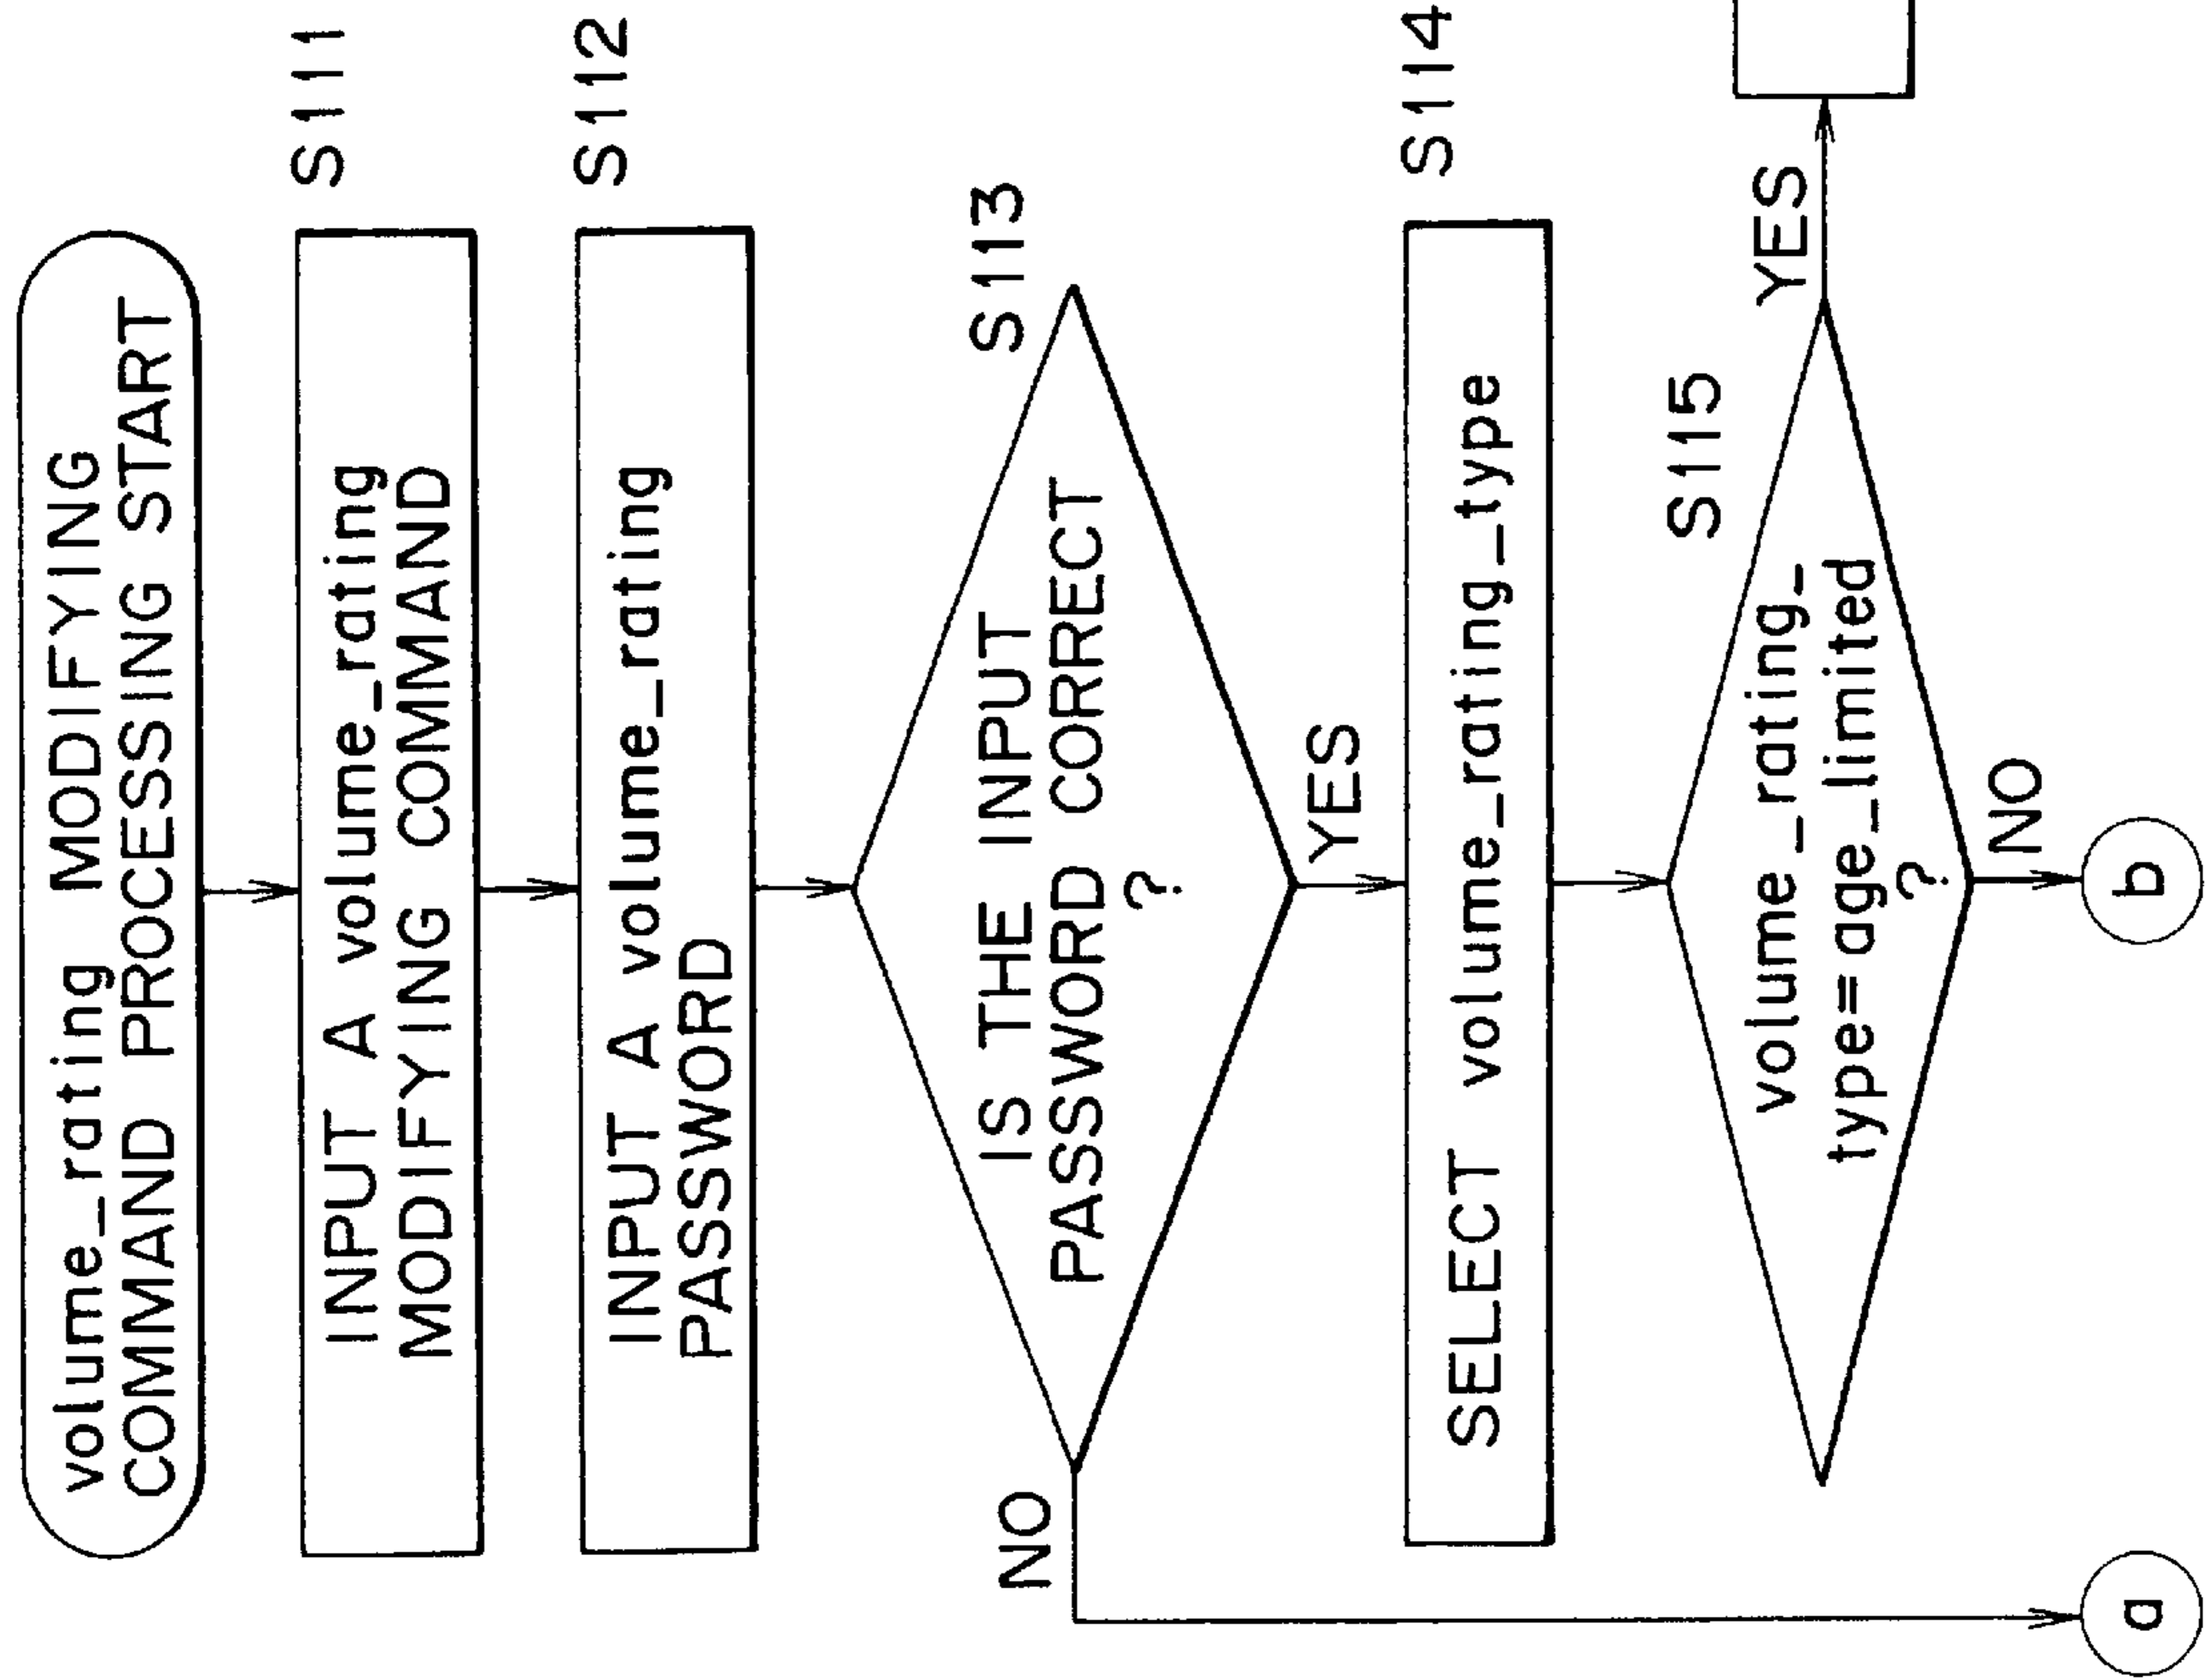 volume_rating MODIFYING
COMMAND PROCESSING START
S111
INPUT A volume_rating
MODIFYING COMMAND
S112
INPUT A volume_rating
PASSWORD
S113
IS THE INPUT
PASSWORD CORRECT
?
NO
YES
S114
SELECT volume_rating_type
S115
volume_rating_
type=age_limited
?
YES
NO
a
b